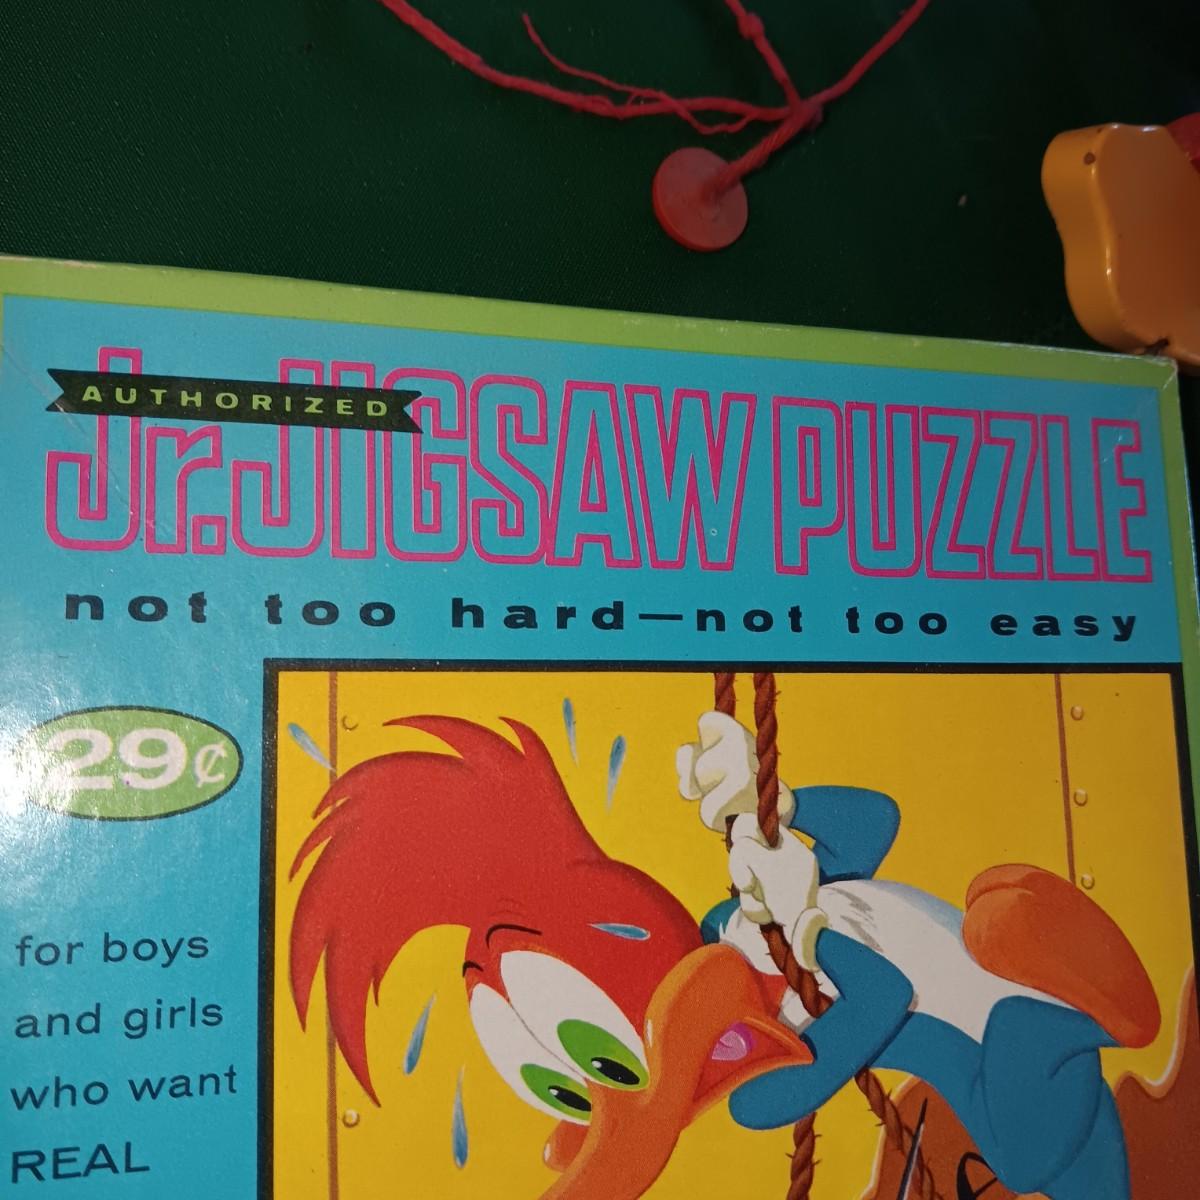 AUTHORIZED
Jr. JIGSAW PUZZLE
not too hard—not too easy
29¢
for boys
and girls
who want
REAL